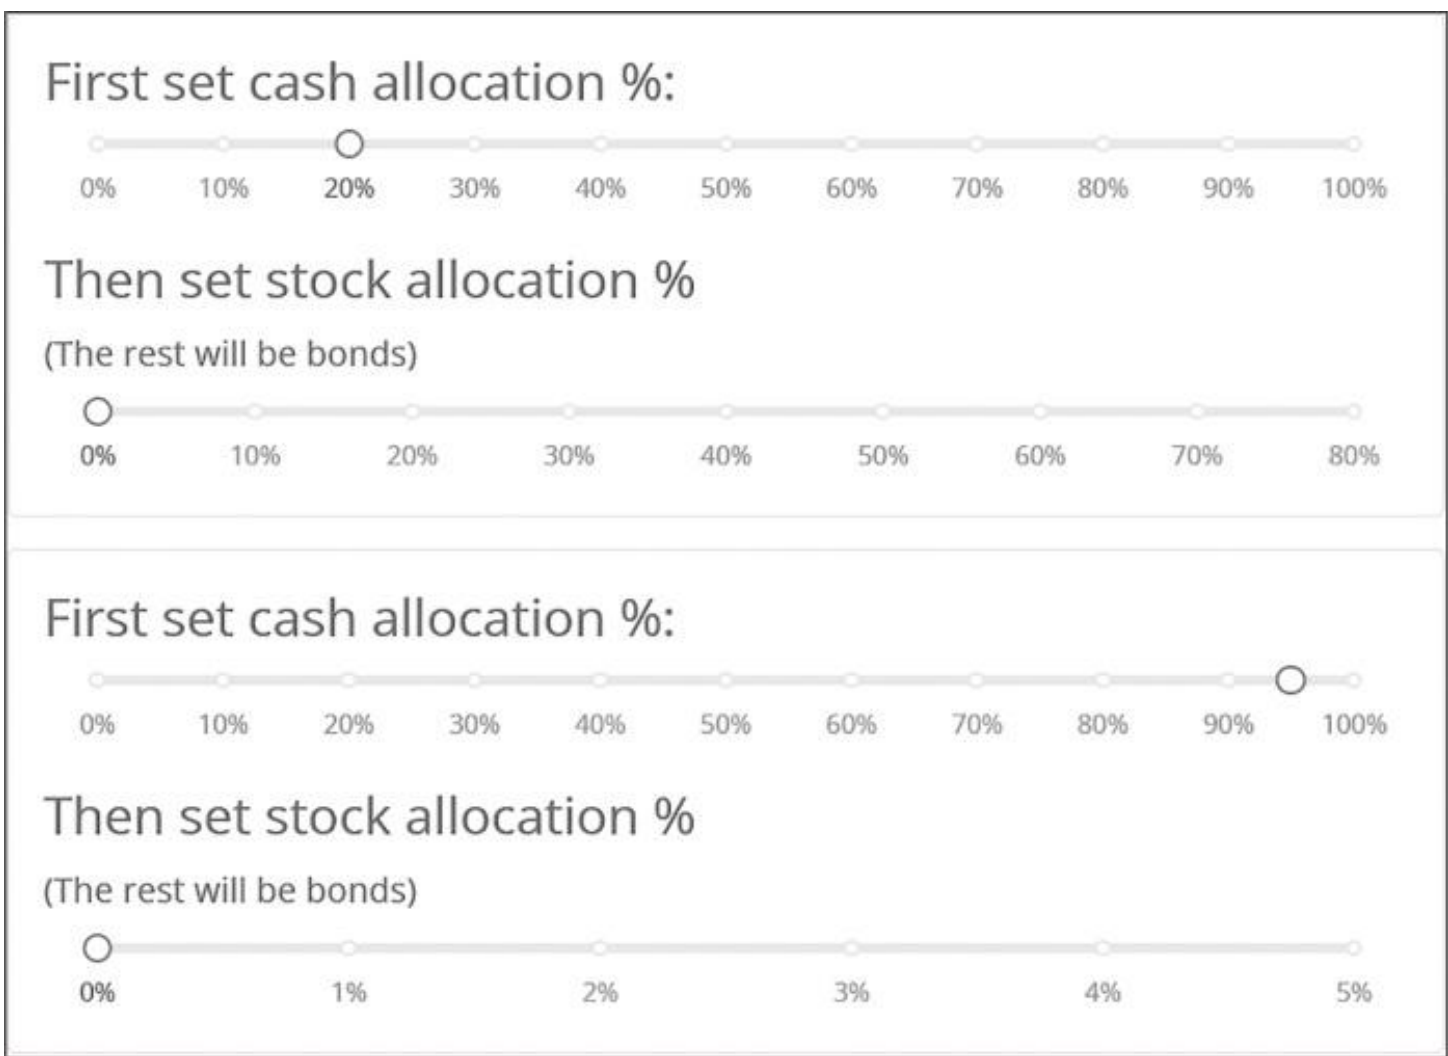 First set cash allocation %:
0% 10% 20% 30% 40% 50% 60% 70% 80% 90% 100%
Then set stock allocation %
(The rest will be bonds)
0% 10% 20% 30% 40% 50% 60% 70% 80%
First set cash allocation %:
0% 10% 20% 30% 40% 50% 60% 70% 80% 90% 100%
Then set stock allocation %
(The rest will be bonds)
0% 1% 2% 3% 4% 5%